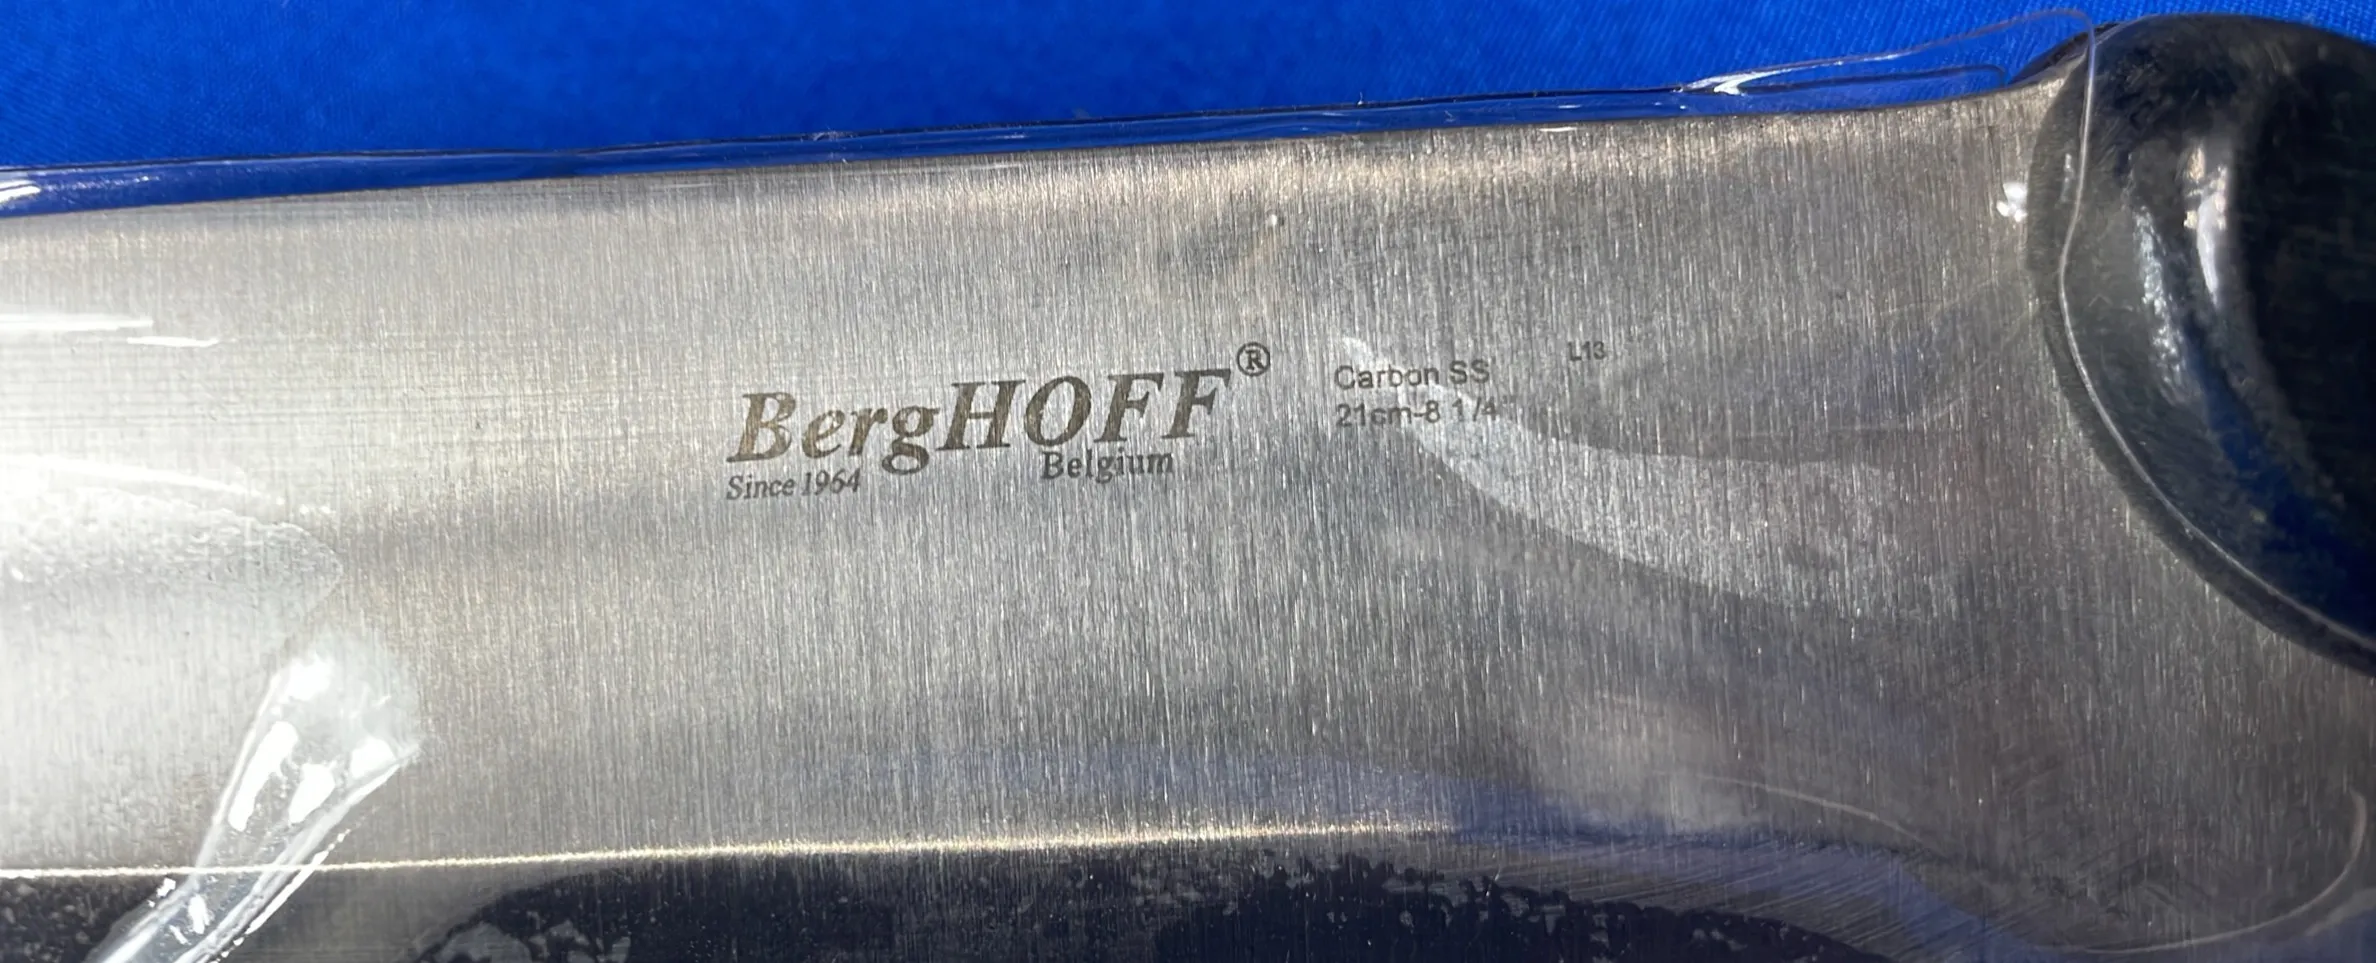 BergHOFF®
Since 1964 Belgium
Carbon SS L13
21cm-8 1/4"